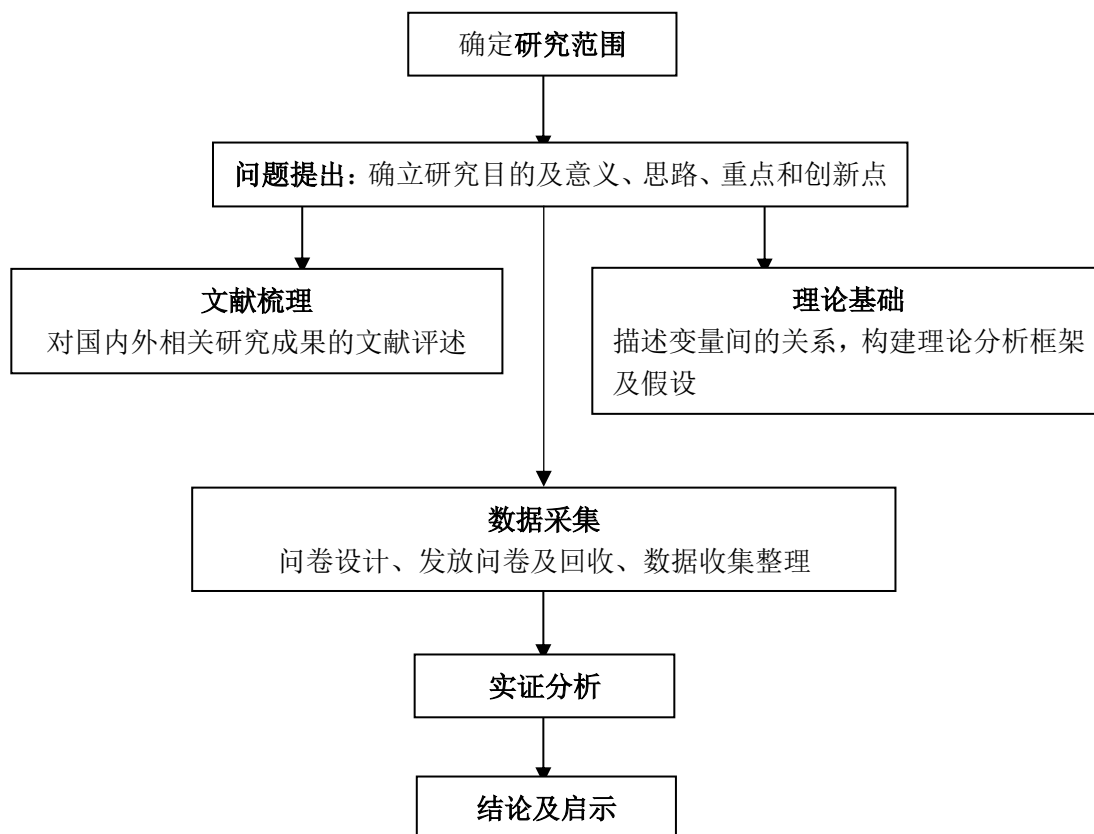 确定研究范围
问题提出：确立研究目的及意义、思路、重点和创新点
文献梳理
对国内外相关研究成果的文献评述
理论基础
描述变量间的关系，构建理论分析框架
及假设
数据采集
问卷设计、发放问卷及回收、数据收集整理
实证分析
结论及启示